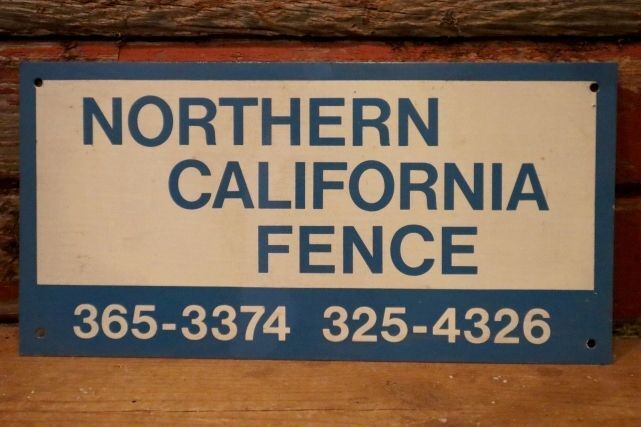 NORTHERN
CALIFORNIA
FENCE
365-3374 325-4326